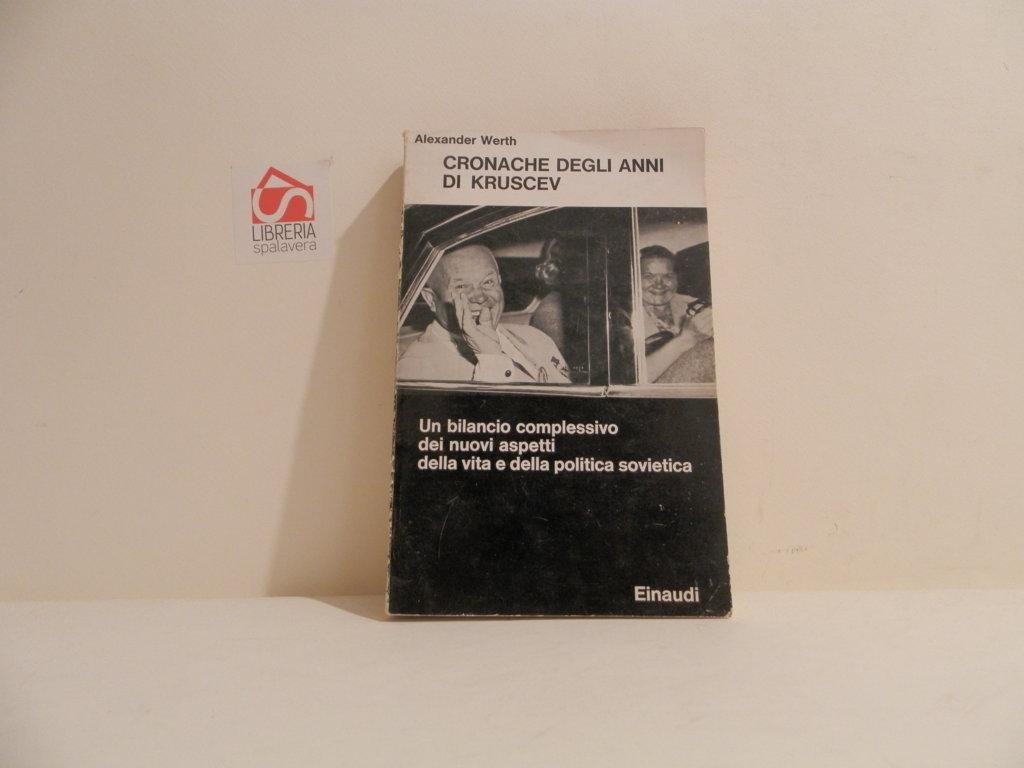 Alexander Werth
CRONACHE DEGLI ANNI
DI KRUSCEV
Un bilancio complessivo
dei nuovi aspetti
della vita e della politica sovietica
Einaudi
LIBRERIA
spalavera